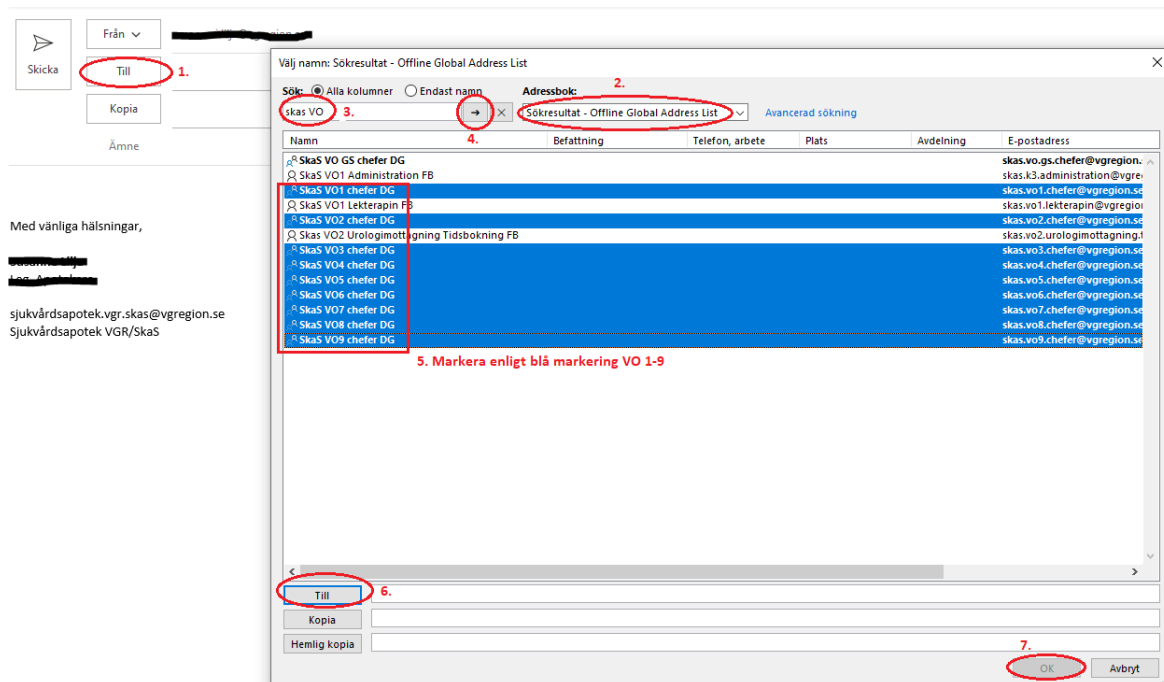 Från
Skicka
Till 1.
Kopia
Ämne
Med vänliga hälsningar,
sjukvårdsapotek.vgr.skas@vgregion.se
Sjukvårdsapotek VGR/SkaS
Välj namn: Sökresultat - Offline Global Address List
2.
Sök: Alla kolumner Endast namn Adressbok:
skas VO 3. Sökresultat - Offline Global Address List Avancerad sökning
4.
Namn Befattning Telefon, arbete Plats Avdelning E-postadress
SkaS VO GS chefer DG skas.vo.gs.chefer@vgregion.
SkaS VO1 Administration FB skas.k3.administration@vgre
SkaS VO1 chefer DG skas.vo1.chefer@vgregion.se
SkaS VO1 Lekterapin FB skas.vo1.lekterapin@vgregion
SkaS VO2 chefer DG skas.vo2.chefer@vgregion.se
Skas VO2 Urologimottagning Tidsbokning FB skas.vo2.urologimottagning.t
SkaS VO3 chefer DG skas.vo3.chefer@vgregion.se
SkaS VO4 chefer DG skas.vo4.chefer@vgregion.se
SkaS VO5 chefer DG skas.vo5.chefer@vgregion.se
SkaS VO6 chefer DG skas.vo6.chefer@vgregion.se
SkaS VO7 chefer DG skas.vo7.chefer@vgregion.se
SkaS VO8 chefer DG skas.vo8.chefer@vgregion.se
SkaS VO9 chefer DG skas.vo9.chefer@vgregion.se
5. Markera enligt blå markering VO 1-9
Till 6.
Kopia
Hemlig kopia
7.
OK Avbryt